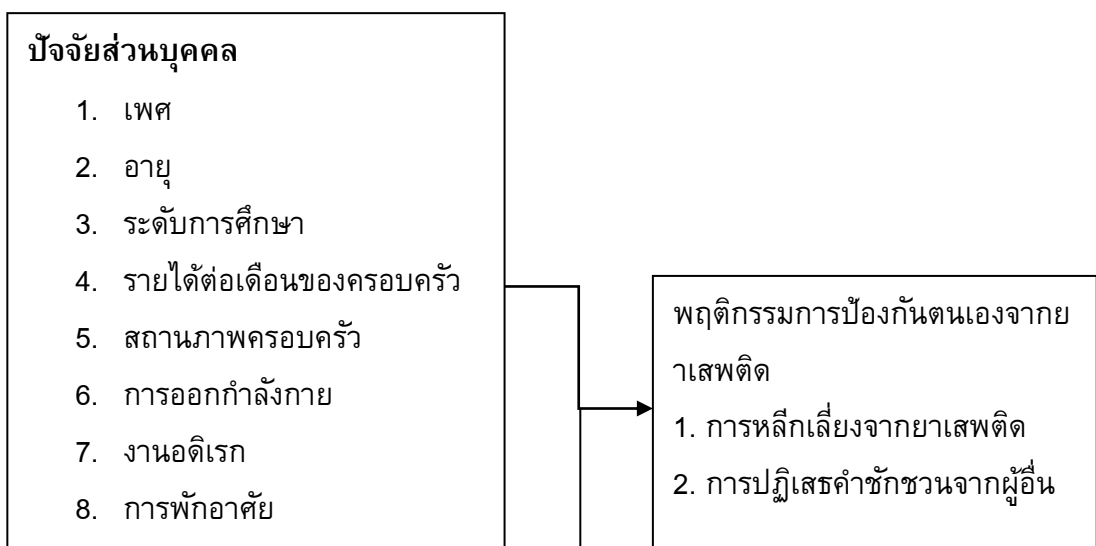 ปัจจัยส่วนบุคคล
1. เพศ
2. อายุ
3. ระดับการศึกษา
4. รายได้ต่อเดือนของครอบครัว
5. สถานภาพครอบครัว
6. การออกกำลังกาย
7. งานอดิเรก
8. การพักอาศัย
พฤติกรรมการป้องกันตนเองจากย
าเสพติด
1. การหลีกเลี่ยงจากยาเสพติด
2. การปฏิเสธคำชักชวนจากผู้อื่น